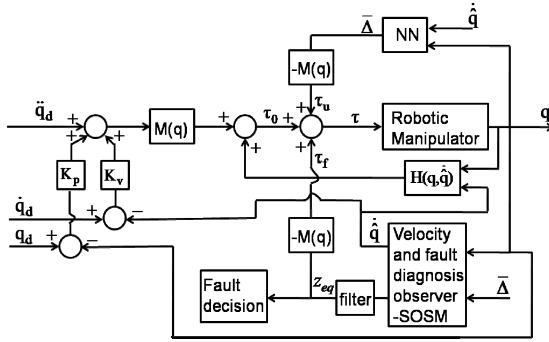 Δ̄
q̂̇
NN
-M(q)
τu
q̈d
+
+
+
M(q)
+
+
τ0
+
+
+
τ
Robotic
Manipulator
q
Kp
Kv
τf
H(q,q̂̇)
q̇d
+
−
qd
+
−
-M(q)
q̂̇
Velocity
and fault
diagnosis
observer
-SOSM
Δ̄
Fault
decision
zeq
filter